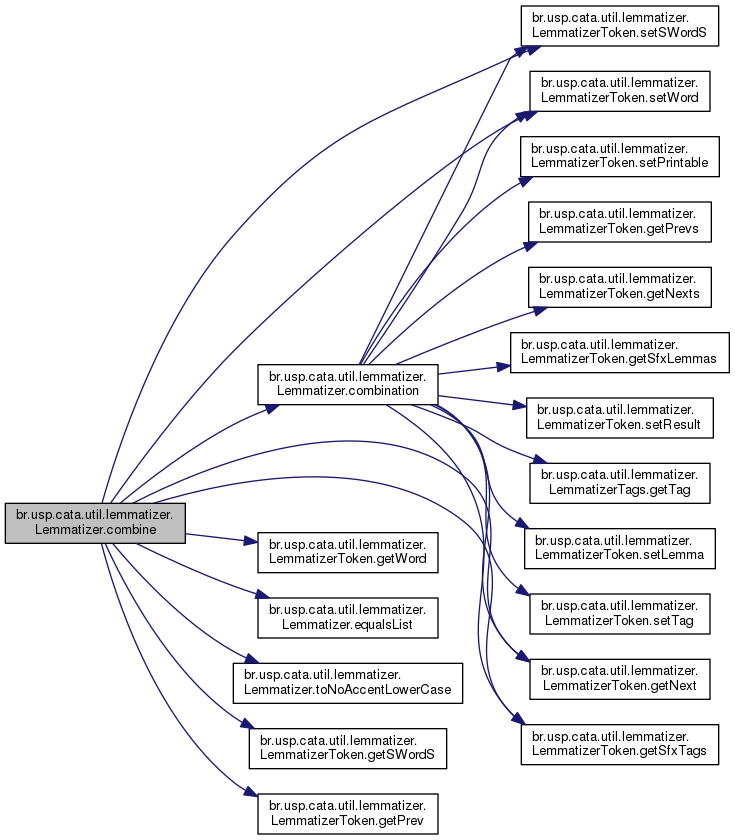 br.usp.cata.util.lemmatizer.
LemmatizerToken.setSWordS
br.usp.cata.util.lemmatizer.
LemmatizerToken.setWord
br.usp.cata.util.lemmatizer.
LemmatizerToken.setPrintable
br.usp.cata.util.lemmatizer.
LemmatizerToken.getPrevs
br.usp.cata.util.lemmatizer.
LemmatizerToken.getNexts
br.usp.cata.util.lemmatizer.
LemmatizerToken.getSfxLemmas
br.usp.cata.util.lemmatizer.
Lemmatizer.combination
br.usp.cata.util.lemmatizer.
LemmatizerToken.setResult
br.usp.cata.util.lemmatizer.
LemmatizerTags.getTag
br.usp.cata.util.lemmatizer.
Lemmatizer.combine
br.usp.cata.util.lemmatizer.
LemmatizerToken.getWord
br.usp.cata.util.lemmatizer.
LemmatizerToken.setLemma
br.usp.cata.util.lemmatizer.
Lemmatizer.equalsList
br.usp.cata.util.lemmatizer.
LemmatizerToken.setTag
br.usp.cata.util.lemmatizer.
Lemmatizer.toNoAccentLowerCase
br.usp.cata.util.lemmatizer.
LemmatizerToken.getNext
br.usp.cata.util.lemmatizer.
LemmatizerToken.getSWordS
br.usp.cata.util.lemmatizer.
LemmatizerToken.getSfxTags
br.usp.cata.util.lemmatizer.
LemmatizerToken.getPrev